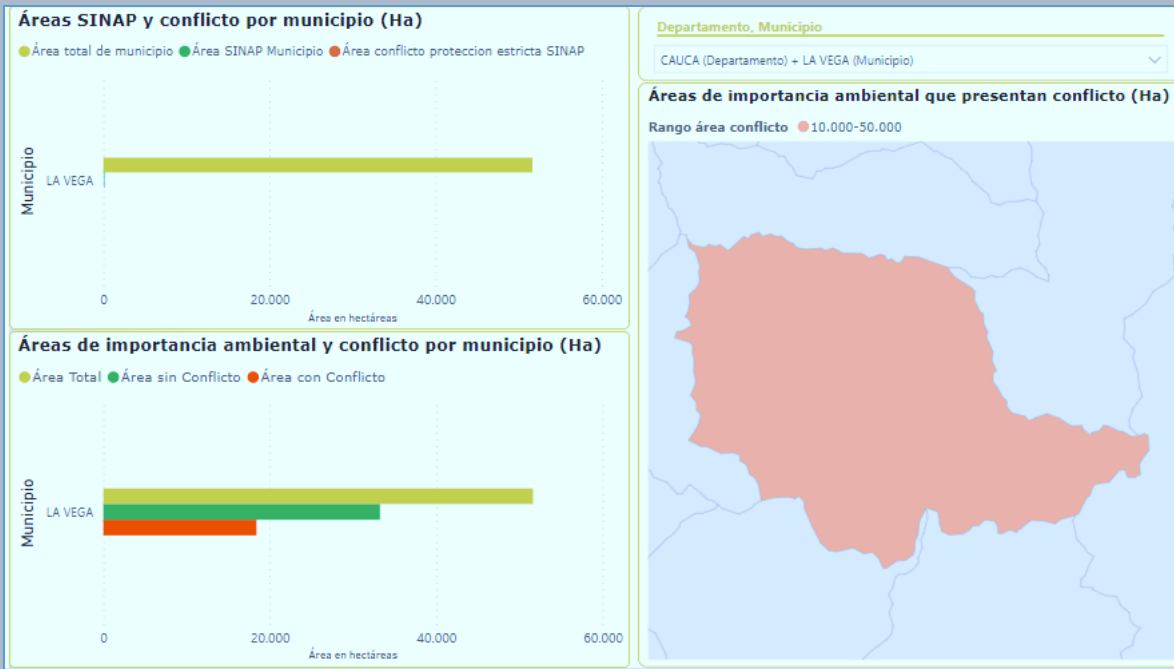 Áreas SINAP y conflicto por municipio (Ha)
Área total de municipio Área SINAP Municipio Área conflicto proteccion estricta SINAP
Municipio
LA VEGA
0 20.000 40.000 60.000
Área en hectáreas
Áreas de importancia ambiental y conflicto por municipio (Ha)
Área Total Área sin Conflicto Área con Conflicto
Municipio
LA VEGA
0 20.000 40.000 60.000
Área en hectáreas
Departamento, Municipio
CAUCA (Departamento) + LA VEGA (Municipio)
Áreas de importancia ambiental que presentan conflicto (Ha)
Rango área conflicto 10.000-50.000